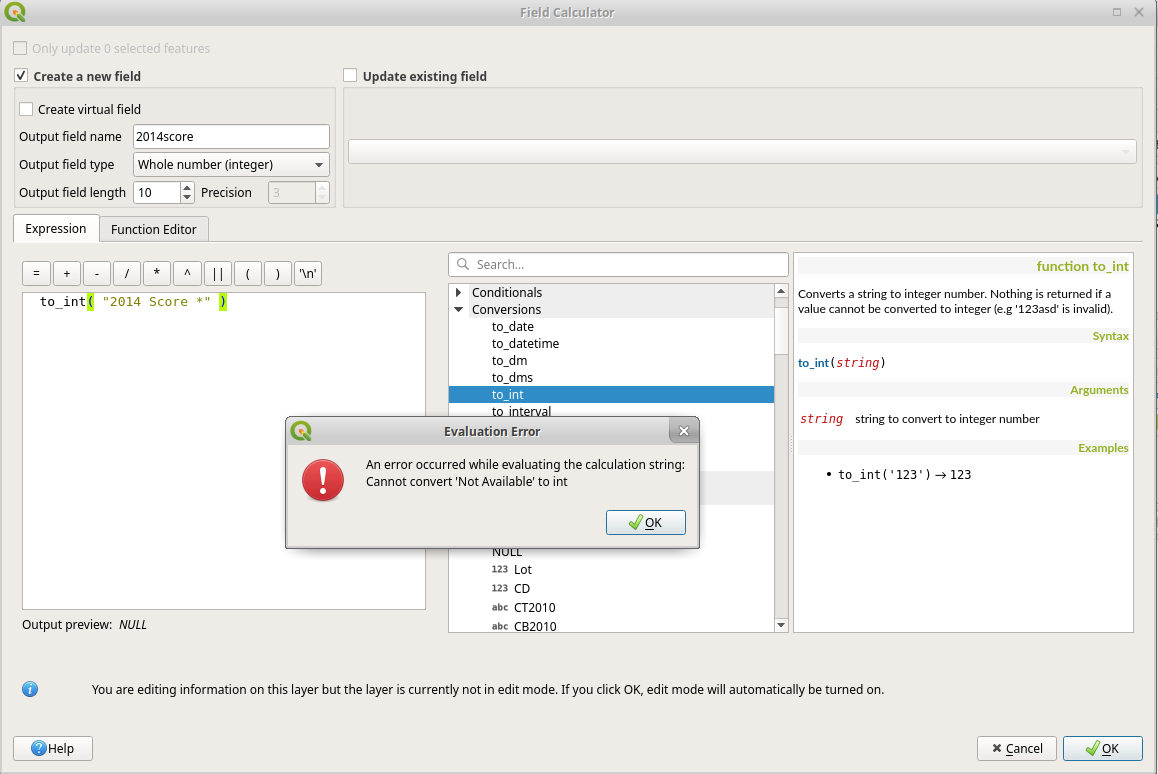 Field Calculator
Only update 0 selected features
Create a new field
Update existing field
Create virtual field
Output field name 2014score
Output field type Whole number (integer)
Output field length 10 Precision 3
Expression Function Editor
= + - / * ^ || ( ) '\n'
to_int( "2014 Score *" )
Output preview: NULL
Search...
Conditionals
Conversions
to_date
to_datetime
to_dm
to_dms
to_int
to_interval
NULL
123 Lot
123 CD
abc CT2010
abc CB2010
function to_int
Converts a string to integer number. Nothing is returned if a
value cannot be converted to integer (e.g '123asd' is invalid).
Syntax
to_int(string)
Arguments
string string to convert to integer number
Examples
• to_int('123') → 123
Evaluation Error
An error occurred while evaluating the calculation string:
Cannot convert 'Not Available' to int
OK
You are editing information on this layer but the layer is currently not in edit mode. If you click OK, edit mode will automatically be turned on.
Help
Cancel
OK